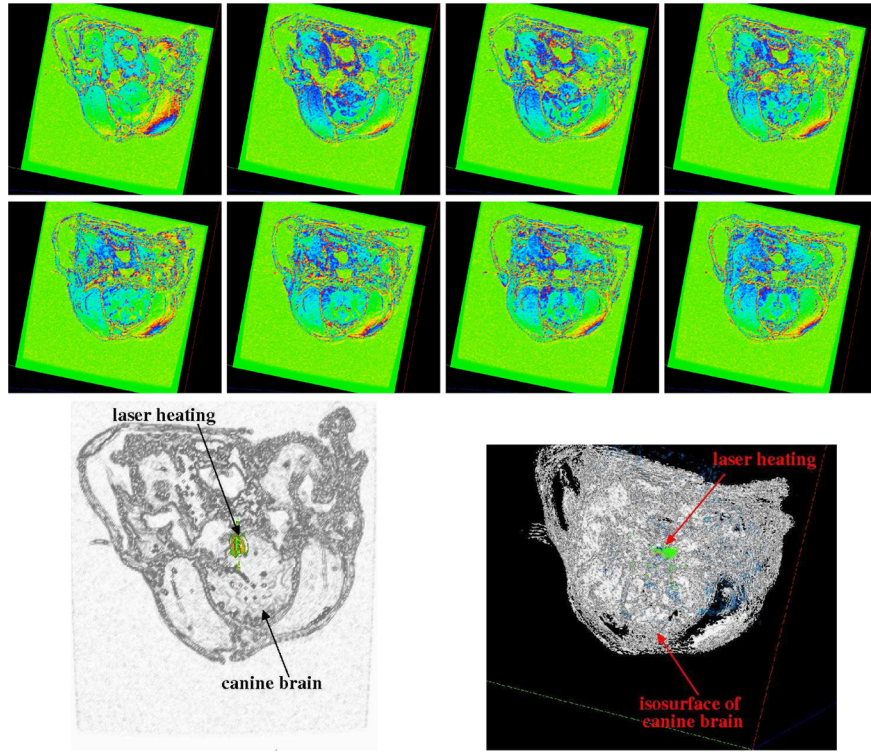 laser heating
canine brain
laser heating
isosurface of
canine brain